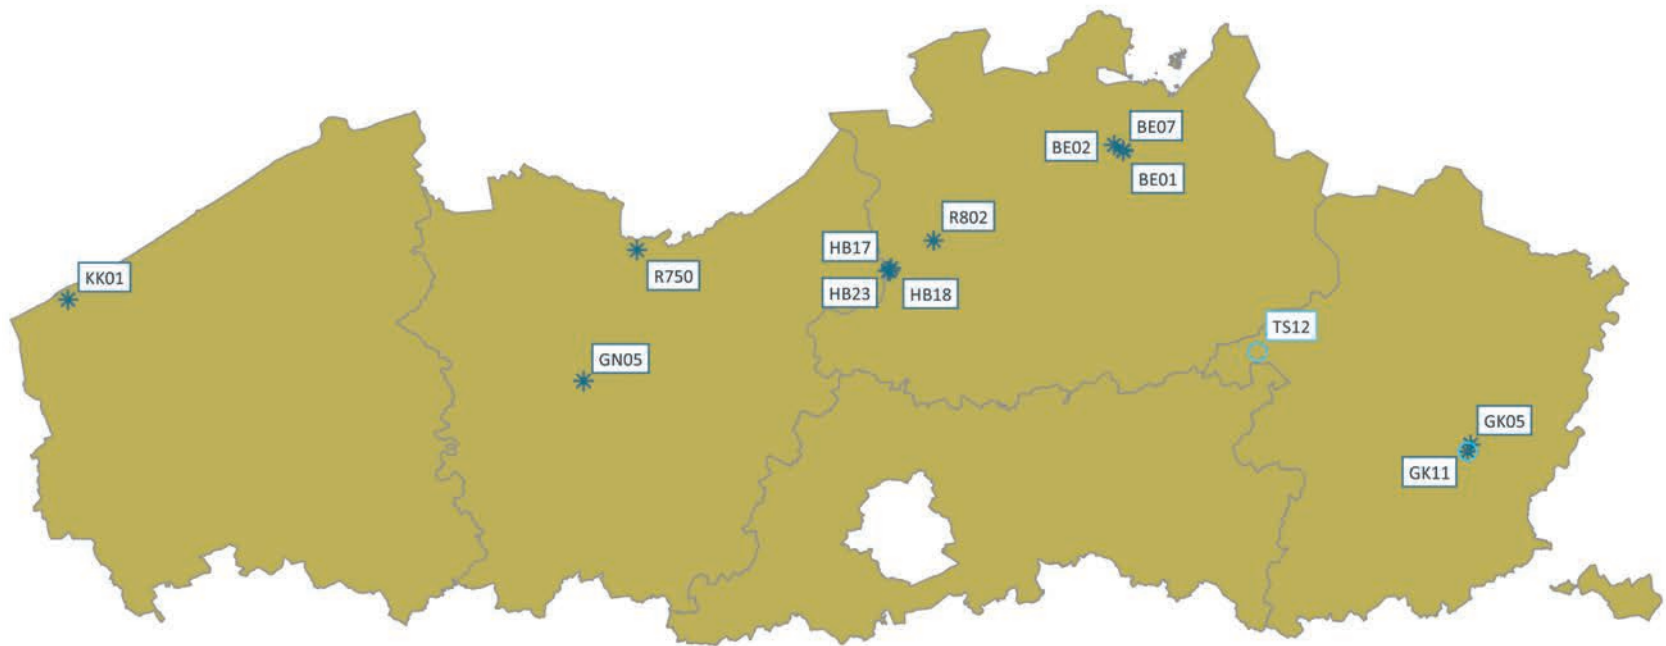 BE07
BE02
BE01
R802
HB17
KK01
R750
HB23
HB18
TS12
GN05
GK05
GK11